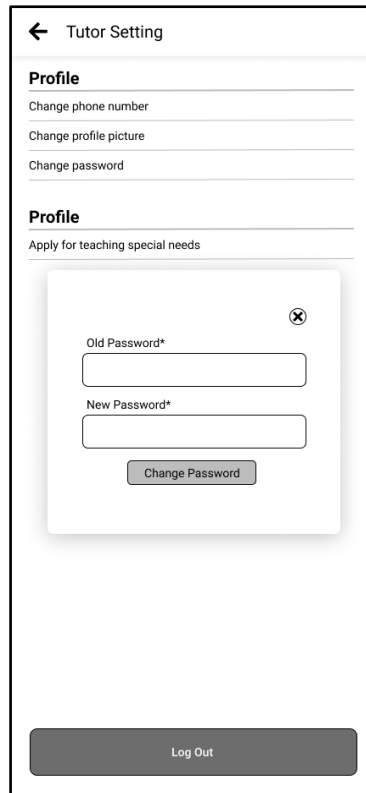 Tutor Setting
Profile
Change phone number
Change profile picture
Change password
Profile
Apply for teaching special needs
Old Password*
New Password*
Change Password
Log Out